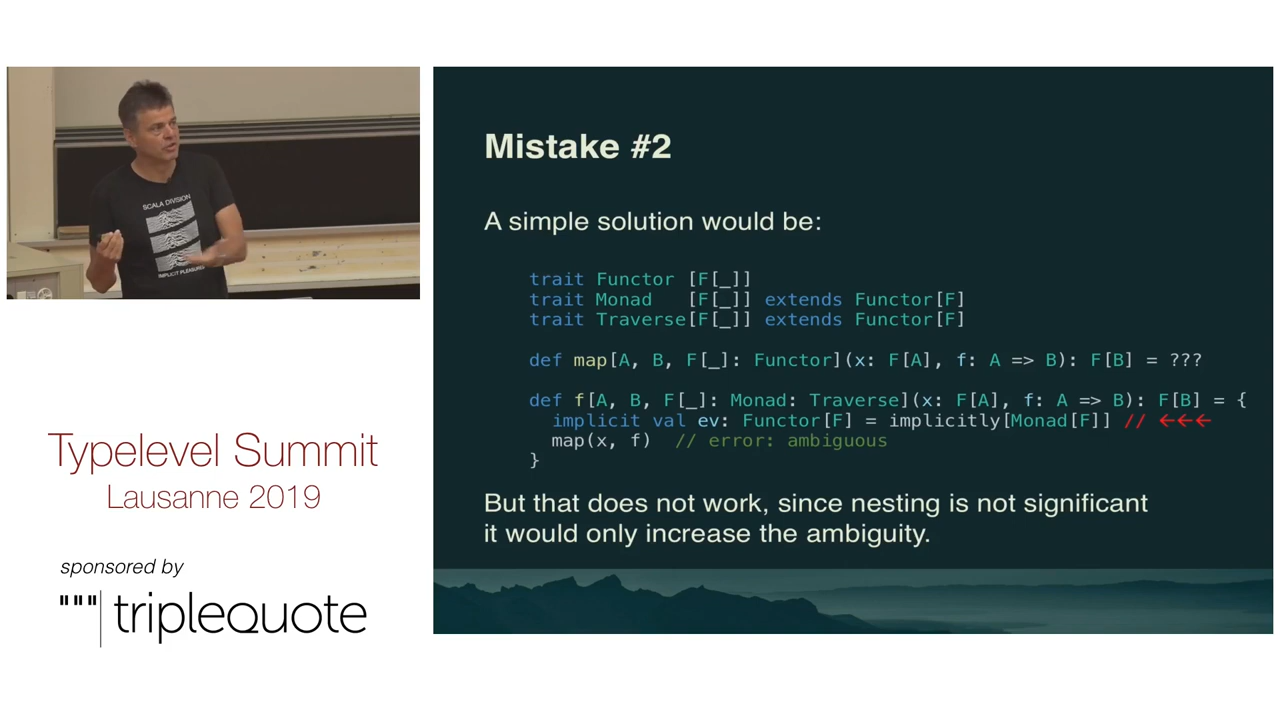 SCALA DIVISION
IMPLICIT PLEASURES
Mistake #2
A simple solution would be:
trait Functor [F[_]]
trait Monad   [F[_]] extends Functor[F]
trait Traverse[F[_]] extends Functor[F]
def map[A, B, F[_]: Functor](x: F[A], f: A => B): F[B] = ???
def f[A, B, F[_]: Monad: Traverse](x: F[A], f: A => B): F[B] = {
  implicit val ev: Functor[F] = implicitly[Monad[F]] // ←←←
  map(x, f)  // error: ambiguous
}
But that does not work, since nesting is not significant
it would only increase the ambiguity.
Typelevel Summit
Lausanne 2019
sponsored by
"""|triplequote